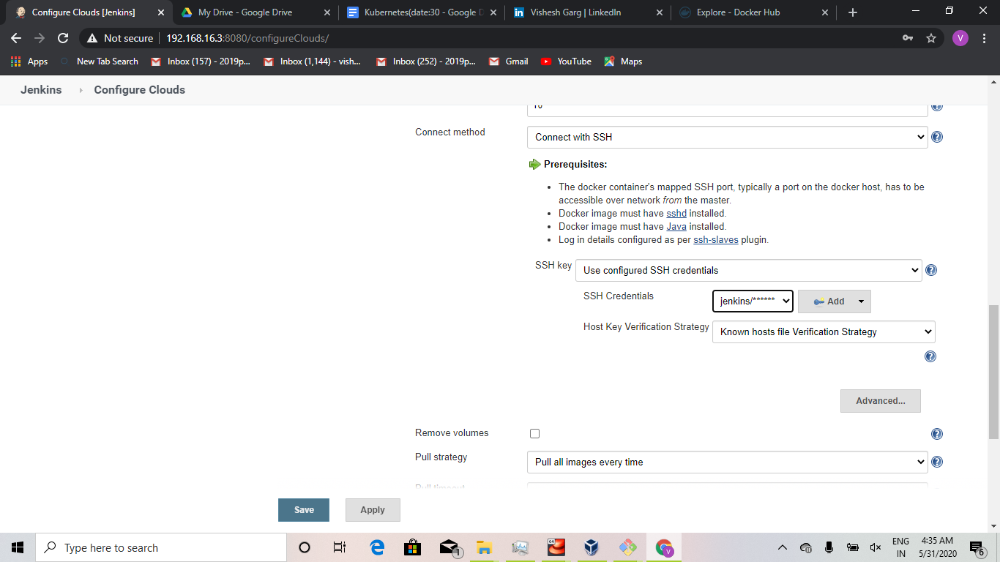 Configure Clouds [Jenkins]
My Drive - Google Drive
Kubernetes(date:30 - Google D
Vishesh Garg | LinkedIn
Explore - Docker Hub
Not secure
192.168.16.3:8080/configureClouds/
V
Apps
New Tab Search
Inbox (157) - 2019p...
Inbox (1,144) - vish...
Inbox (252) - 2019p...
Gmail
YouTube
Maps
Jenkins
Configure Clouds
10
Connect method
Connect with SSH
Prerequisites:
• The docker container's mapped SSH port, typically a port on the docker host, has to be
accessible over network from the master.
• Docker image must have sshd installed.
• Docker image must have Java installed.
• Log in details configured as per ssh-slaves plugin.
SSH key
Use configured SSH credentials
SSH Credentials
jenkins/******
Add
Host Key Verification Strategy
Known hosts file Verification Strategy
Advanced...
Remove volumes
Pull strategy
Pull all images every time
Pull timeout
Save
Apply
Type here to search
1
V
ENG
IN
4:35 AM
5/31/2020
6